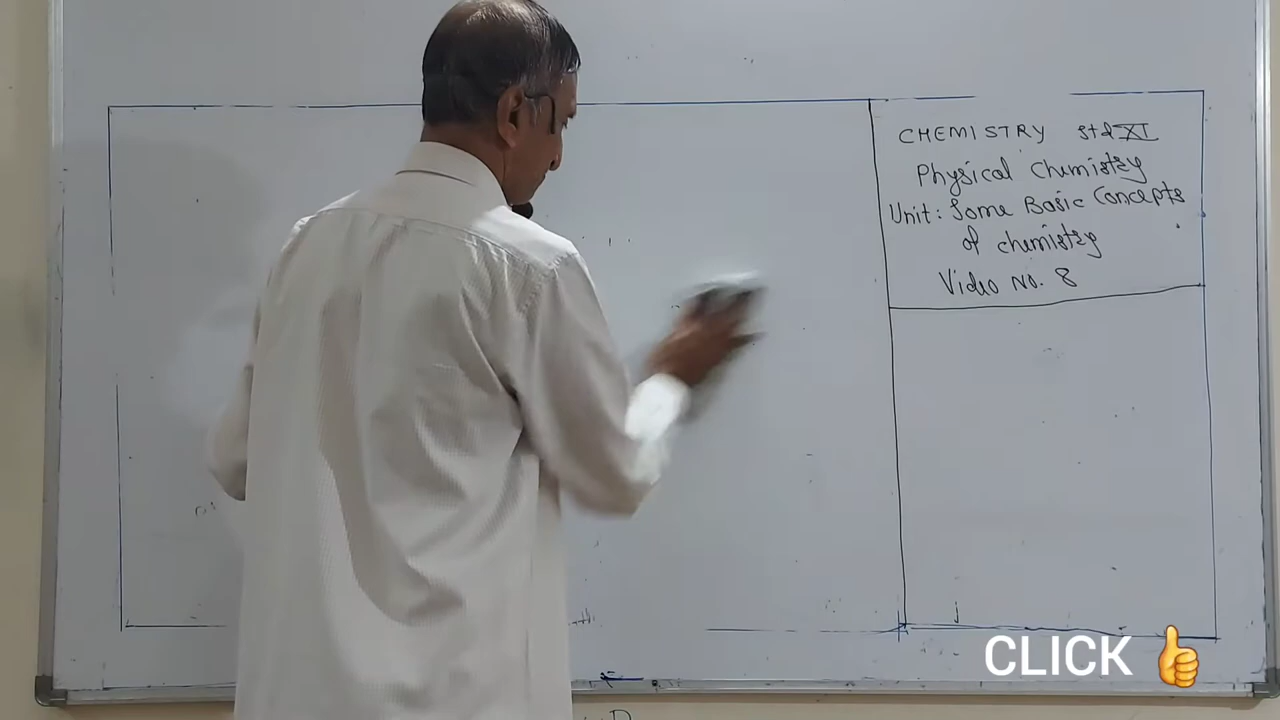 CHEMISTRY Std XI
Physical Chemistry
Unit: Some Basic Concepts
of chemistry
Video No. 8
CLICK 👍